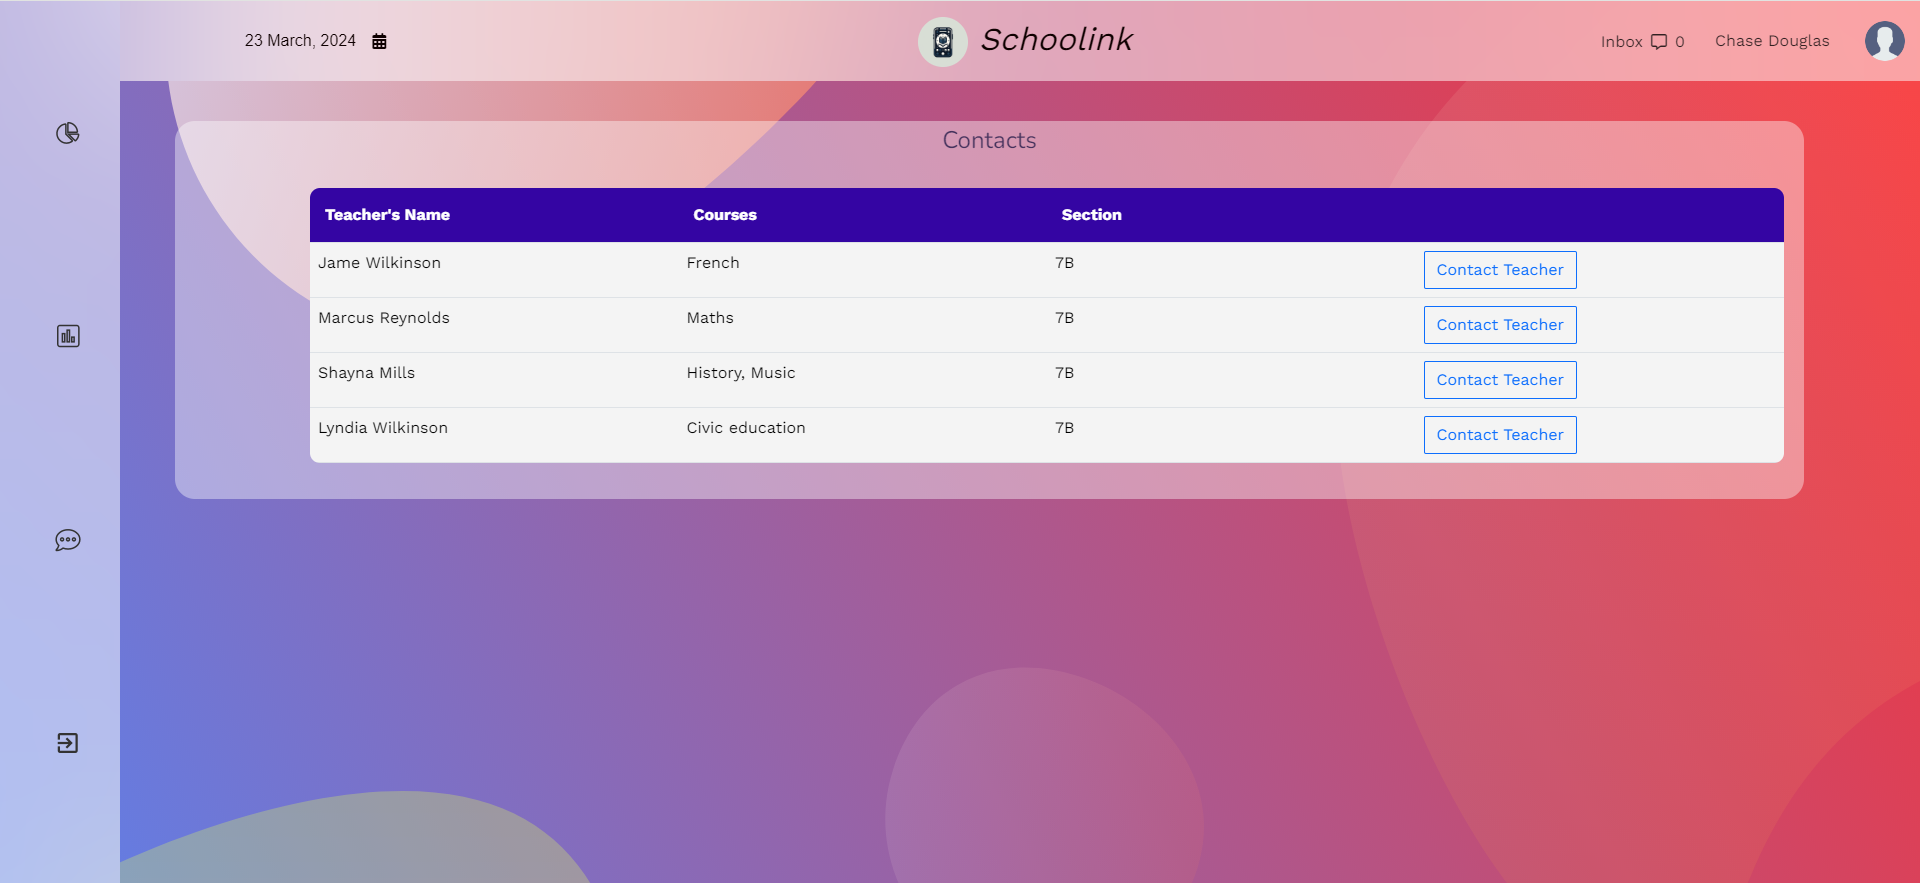 23 March, 2024
Schoolink
Inbox 0
Chase Douglas
Contacts
Teacher's Name Courses Section
Jame Wilkinson French 7B Contact Teacher
Marcus Reynolds Maths 7B Contact Teacher
Shayna Mills History, Music 7B Contact Teacher
Lyndia Wilkinson Civic education 7B Contact Teacher